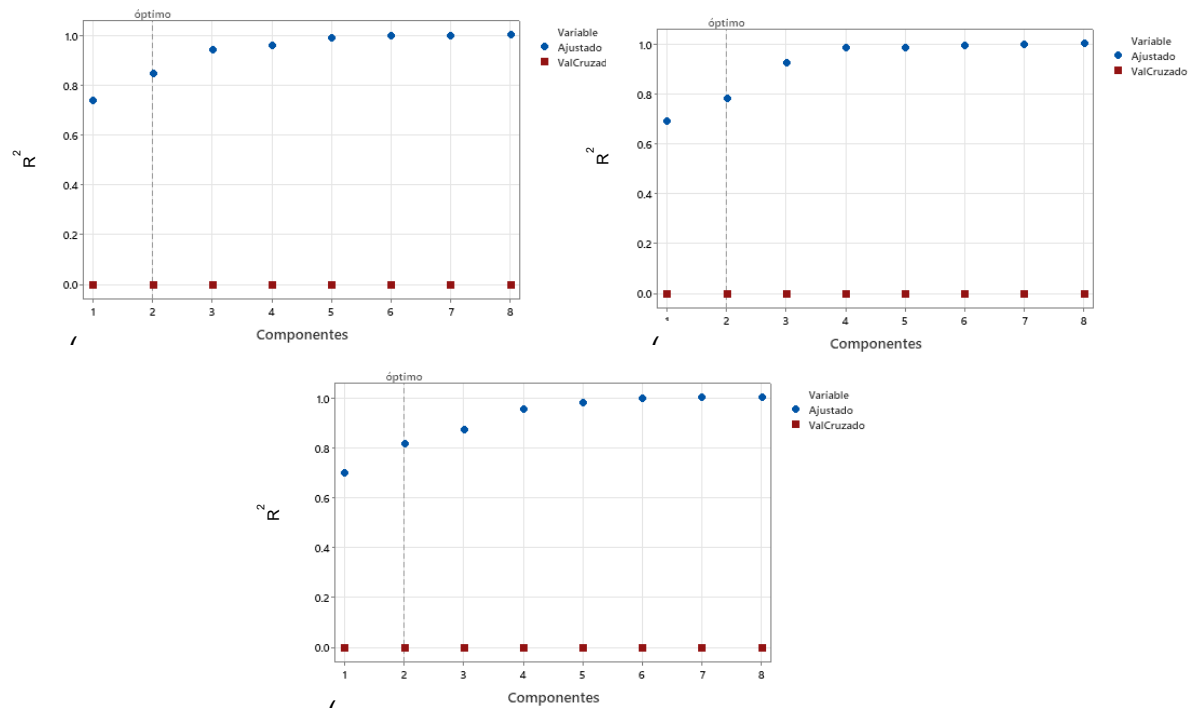 óptimo
Variable
Ajustado
ValCruzad
1.0
0.8
0.6
0.4
0.2
0.0
R²
1 2 3 4 5 6 7 8
Componentes
óptimo
Variable
Ajustado
ValCruzado
1.0
0.8
0.6
0.4
0.2
0.0
R²
2 3 4 5 6 7 8
Componentes
óptimo
Variable
Ajustado
ValCruzado
1.0
0.8
0.6
0.4
0.2
0.0
R²
1 2 3 4 5 6 7 8
Componentes